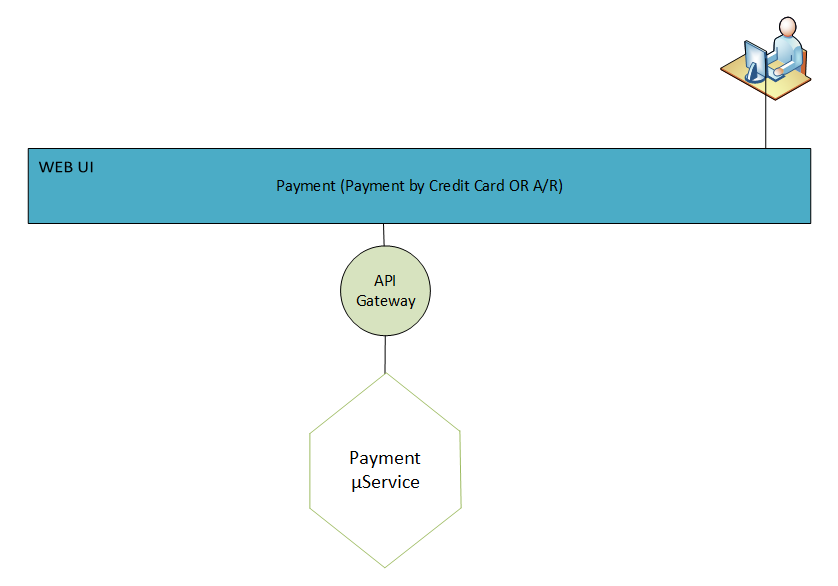 WEB UI
Payment (Payment by Credit Card OR A/R)
API
Gateway
Payment
µService